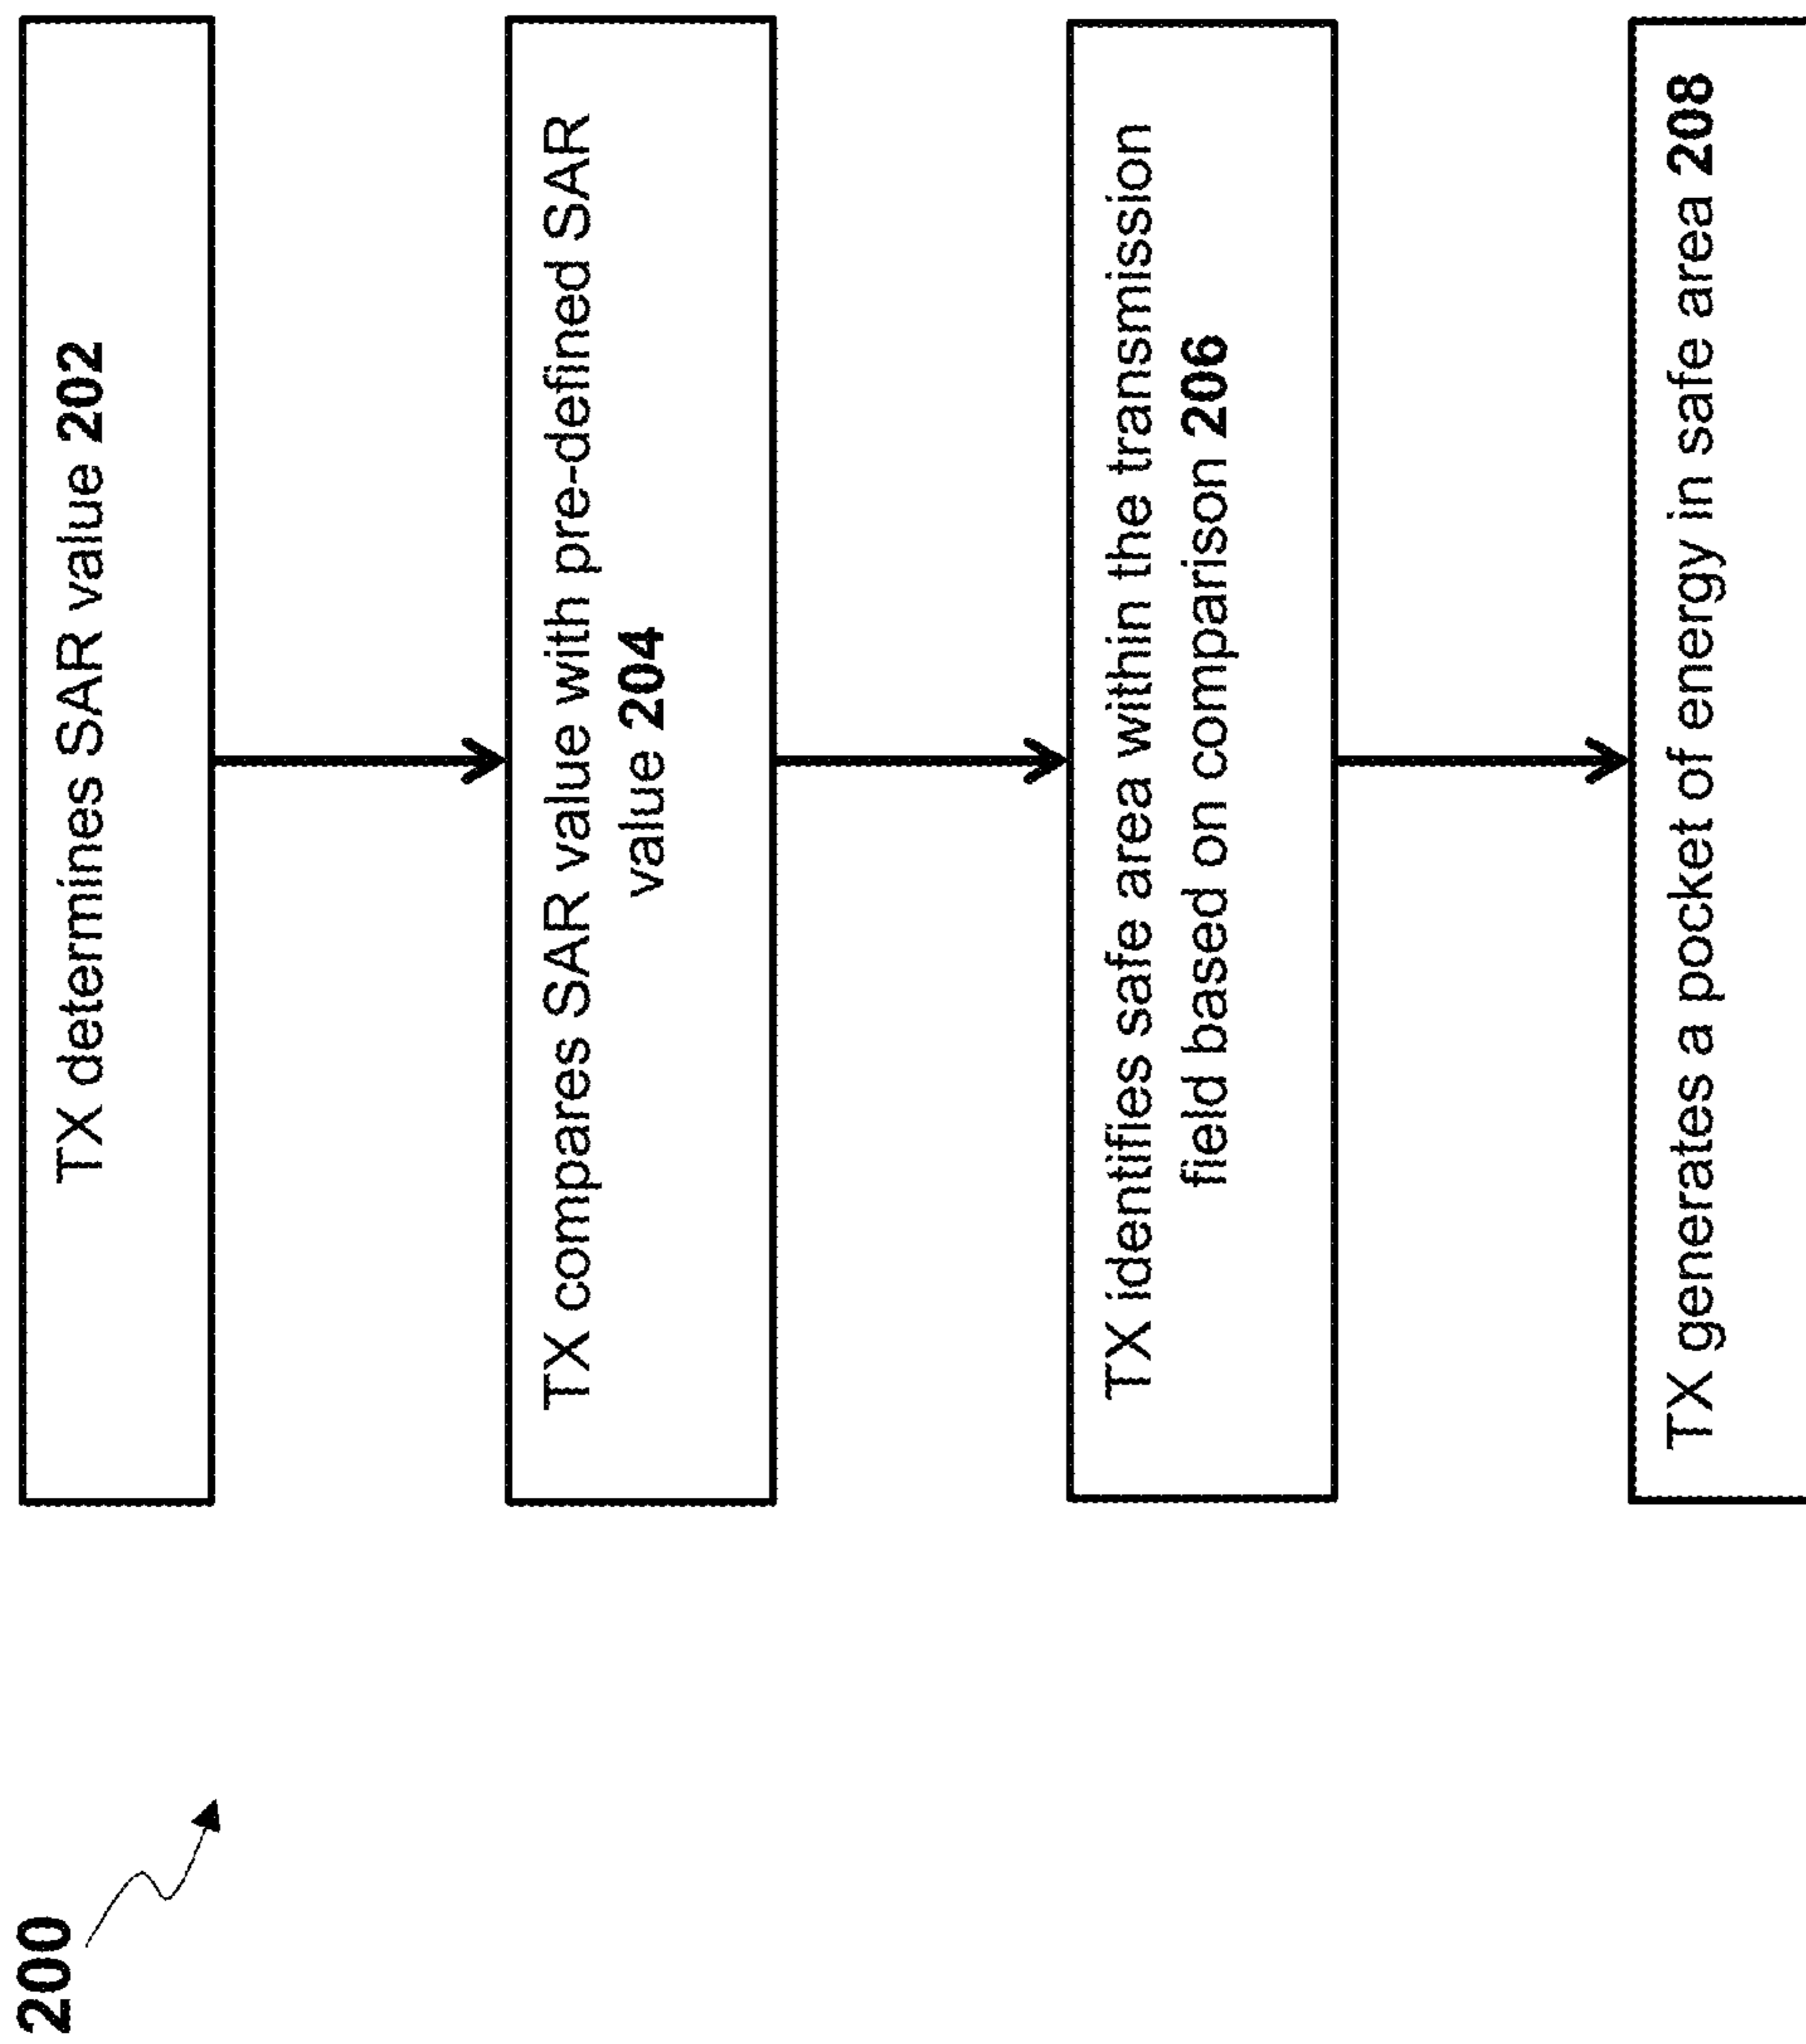 200
TX determines SAR value 202
TX compares SAR value with pre-defined SAR
value 204
TX identifies safe area within the transmission
field based on comparison 206
TX generates a pocket of energy in safe area 208